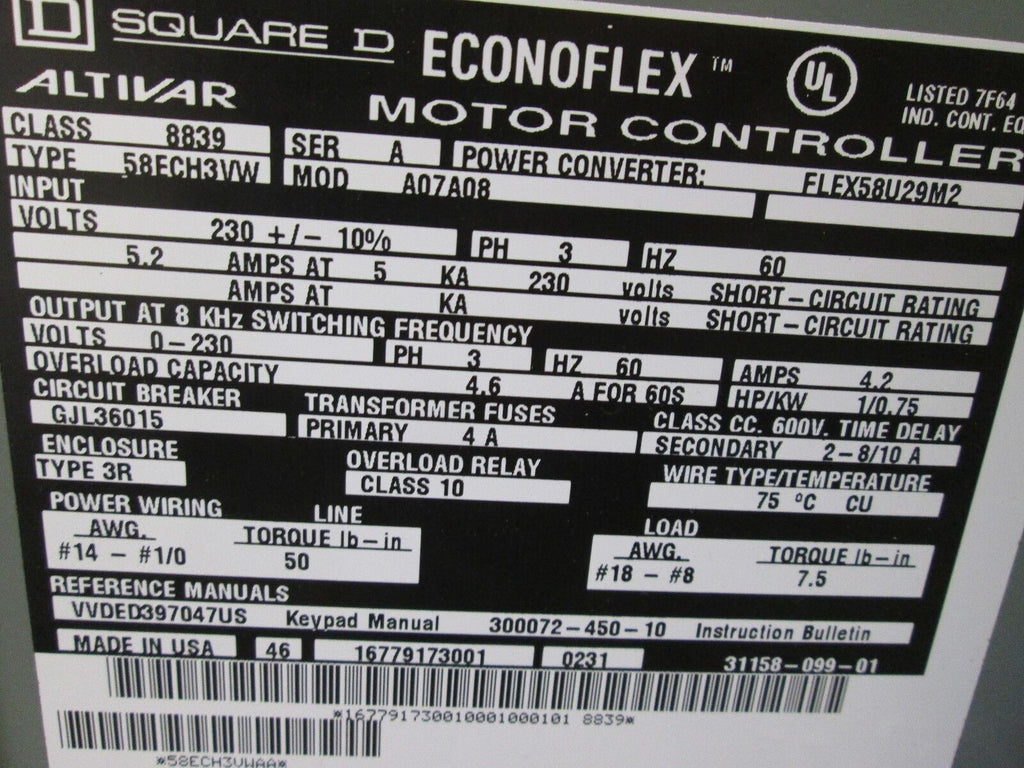 D SQUARE D ECONOFLEX™ UL LISTED 7F64
ALTIVAR MOTOR CONTROLLER IND. CONT. EQ
CLASS 8839 SER A POWER CONVERTER: FLEX58U29M2
TYPE 58ECH3VW MOD A07A08
INPUT
VOLTS 230 +/- 10% PH 3 HZ 60
5.2 AMPS AT 5 KA 230 volts SHORT-CIRCUIT RATING
AMPS AT KA volts SHORT-CIRCUIT RATING
OUTPUT AT 8 KHz SWITCHING FREQUENCY
VOLTS 0-230 PH 3 HZ 60 AMPS 4.2
OVERLOAD CAPACITY 4.6 A FOR 60S HP/KW 1/0.75
CIRCUIT BREAKER TRANSFORMER FUSES CLASS CC. 600V. TIME DELAY
GJL36015 PRIMARY 4 A SECONDARY 2-8/10 A
ENCLOSURE OVERLOAD RELAY WIRE TYPE/TEMPERATURE
TYPE 3R CLASS 10 75 °C CU
POWER WIRING LINE LOAD
AWG. TORQUE lb-in AWG. TORQUE lb-in
#14 - #1/0 50 #18 - #8 7.5
REFERENCE MANUALS
VVDED397047US Keypad Manual 300072-450-10 Instruction Bulletin
MADE IN USA 46 16779173001 0231 31158-099-01
*167791730010001000101 8839*
*58ECH3VWAA*